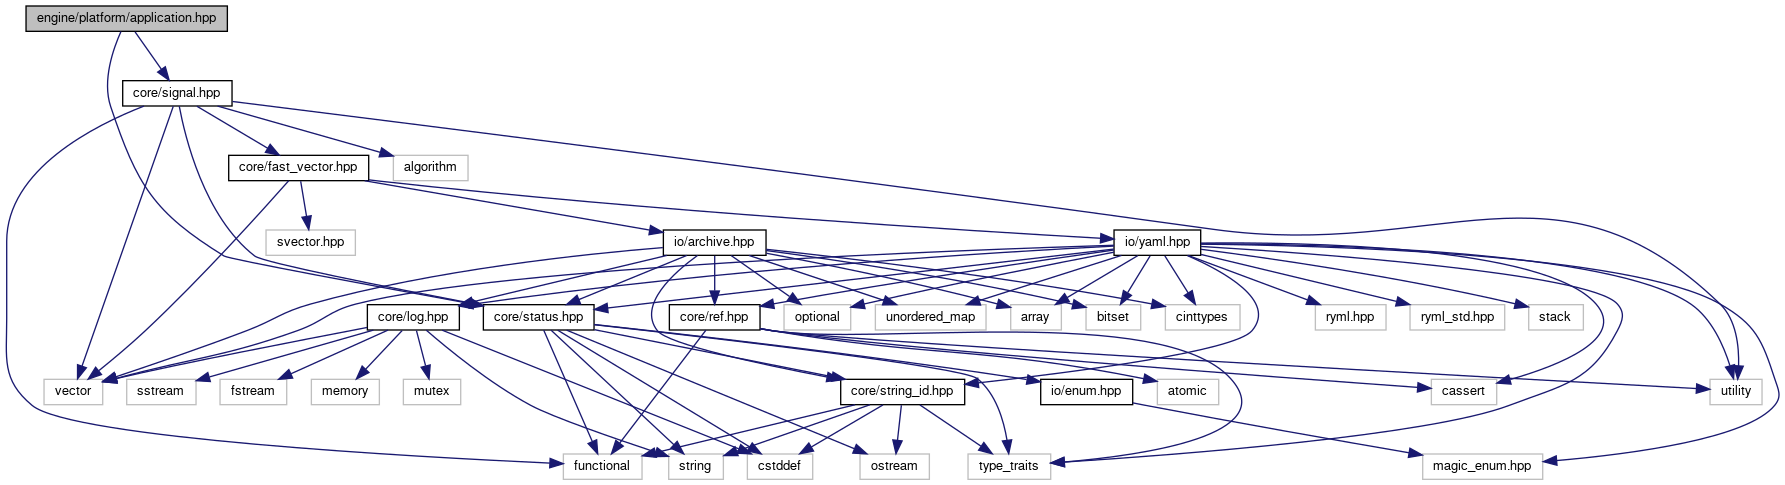 engine/platform/application.hpp
core/signal.hpp
core/fast_vector.hpp
algorithm
svector.hpp
io/archive.hpp
io/yaml.hpp
core/log.hpp
core/status.hpp
core/ref.hpp
optional
unordered_map
array
bitset
cinttypes
ryml.hpp
ryml_std.hpp
stack
vector
sstream
fstream
memory
mutex
core/string_id.hpp
io/enum.hpp
atomic
cassert
utility
functional
string
cstddef
ostream
type_traits
magic_enum.hpp